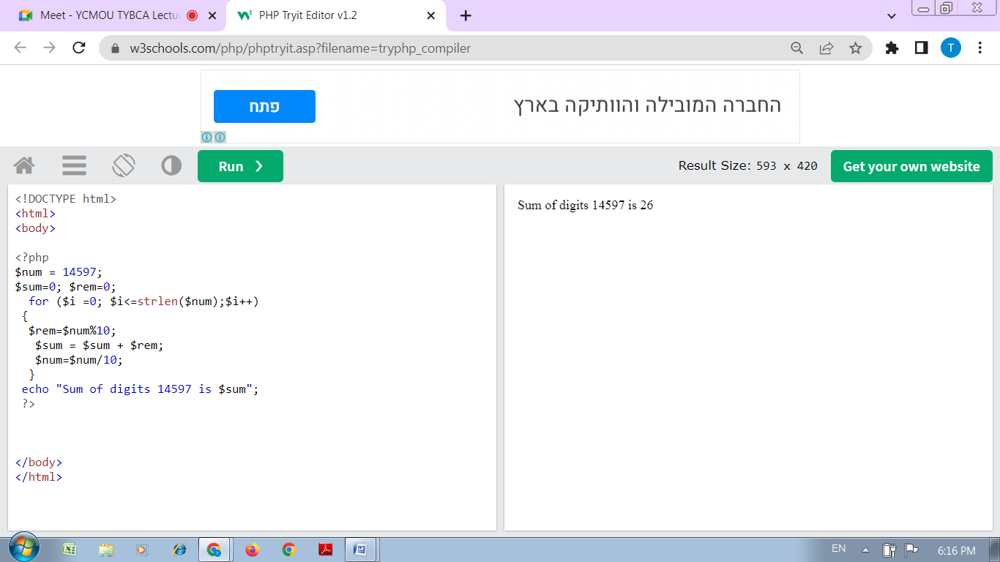 Meet - YCMOU TYBCA Lectu
PHP Tryit Editor v1.2
w3schools.com/php/phptryit.asp?filename=tryphp_compiler
T
החברה המובילה והוותיקה בארץ
פתח
Run ❯
Result Size: 593 x 420
Get your own website
<!DOCTYPE html>
<html>
<body>
<?php
$num = 14597;
$sum=0; $rem=0;
for ($i =0; $i<=strlen($num);$i++)
{
$rem=$num%10;
$sum = $sum + $rem;
$num=$num/10;
}
echo "Sum of digits 14597 is $sum";
?>
</body>
</html>
Sum of digits 14597 is 26
EN
6:16 PM